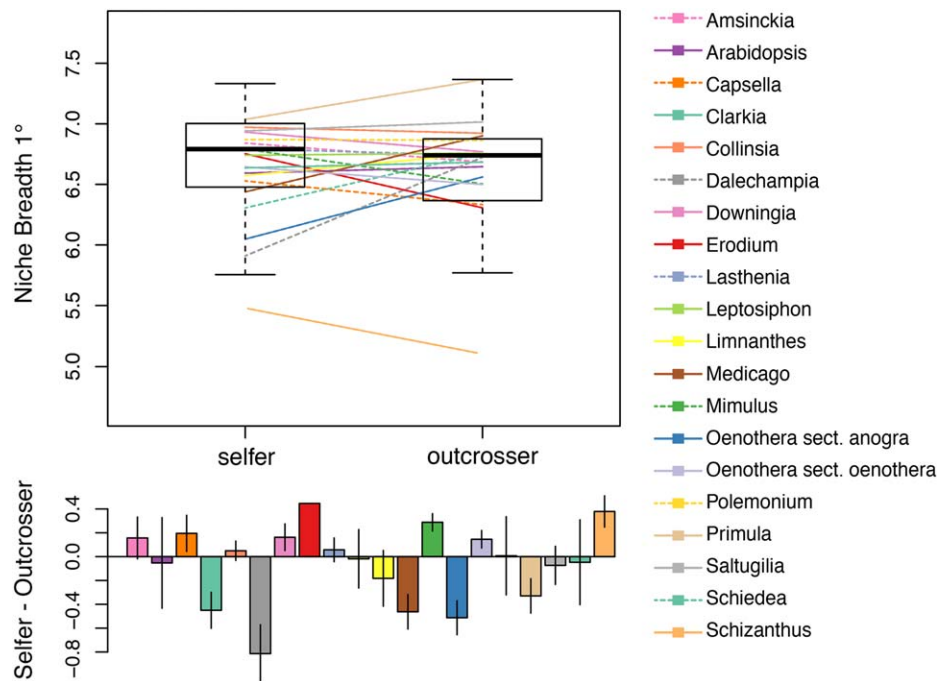 Niche Breadth 1°
7.5
7.0
6.5
6.0
5.5
5.0
selfer
outcrosser
Selfer - Outcrosser
0.4
0.0
-0.4
-0.8
Amsinckia
Arabidopsis
Capsella
Clarkia
Collinsia
Dalechampia
Downingia
Erodium
Lasthenia
Leptosiphon
Limnanthes
Medicago
Mimulus
Oenothera sect. anogra
Oenothera sect. oenothera
Polemonium
Primula
Saltugilia
Schiedea
Schizanthus